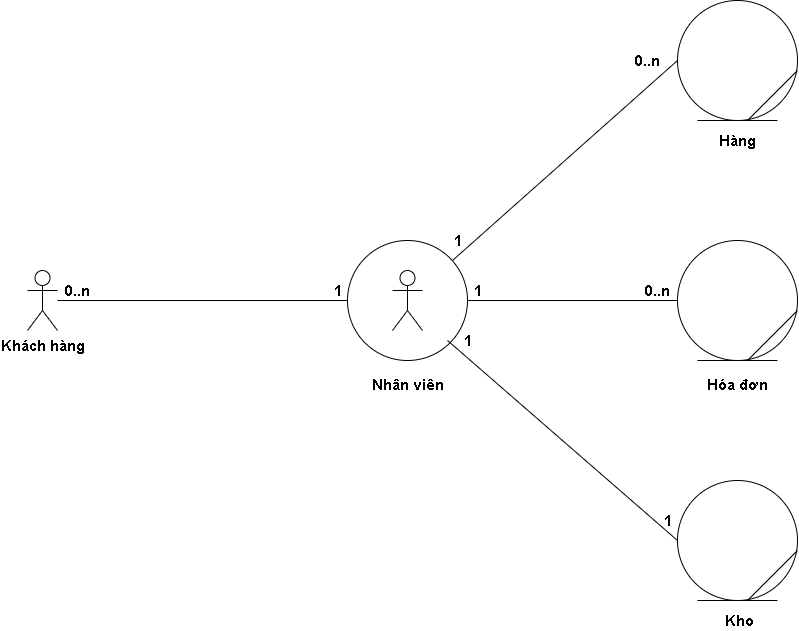 0..n
Hàng
1
0..n
1
1
0..n
Khách hàng
1
Nhân viên
Hóa đơn
1
Kho